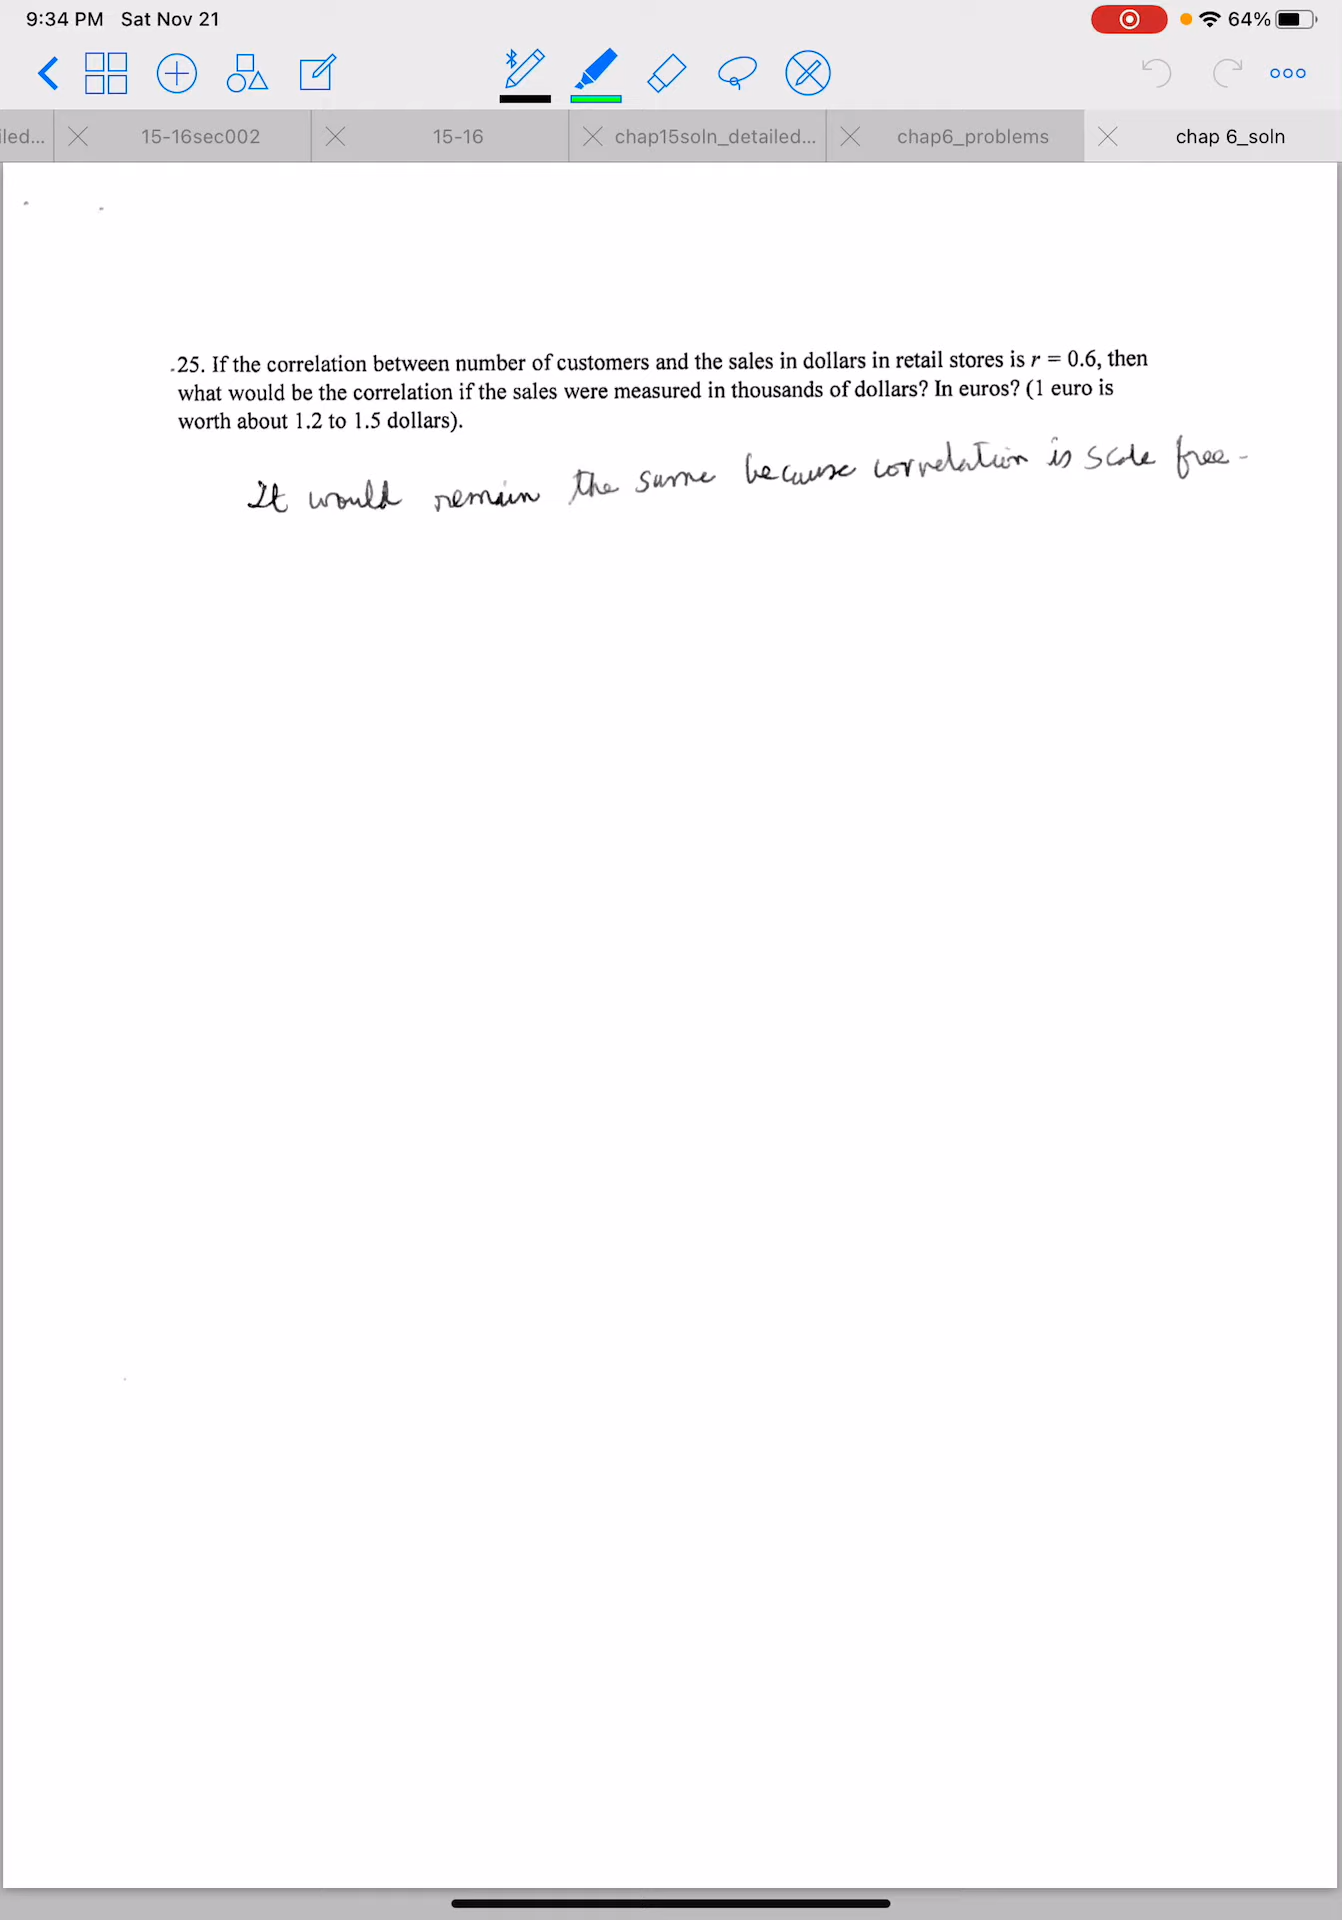 9:34 PM Sat Nov 21 64%
iled... 15-16sec002 15-16 chap15soln_detailed... chap6_problems chap 6_soln
.25. If the correlation between number of customers and the sales in dollars in retail stores is r = 0.6, then
what would be the correlation if the sales were measured in thousands of dollars? In euros? (1 euro is
worth about 1.2 to 1.5 dollars).
It would remain the same because correlation is scale free-